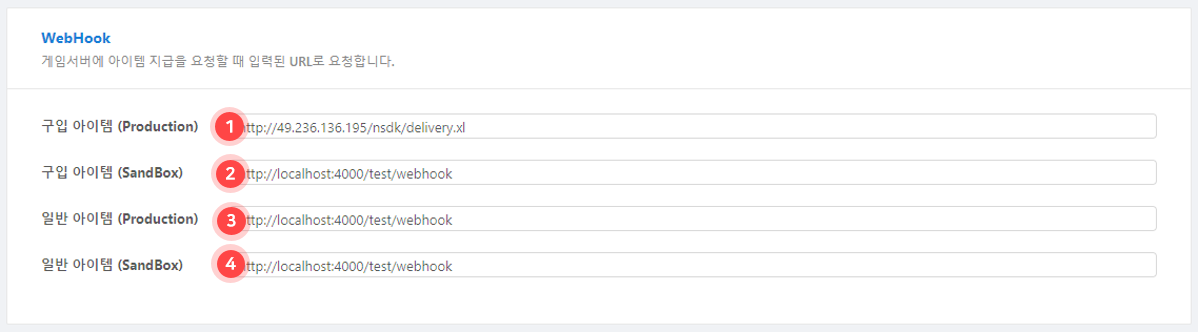 WebHook
게임서버에 아이템 지급을 요청할 때 입력된 URL로 요청합니다.
구입 아이템 (Production) 1 ttp://49.236.136.195/nsdk/delivery.xl
구입 아이템 (SandBox) 2 ttp://localhost:4000/test/webhook
일반 아이템 (Production) 3 ttp://localhost:4000/test/webhook
일반 아이템 (SandBox) 4 ttp://localhost:4000/test/webhook